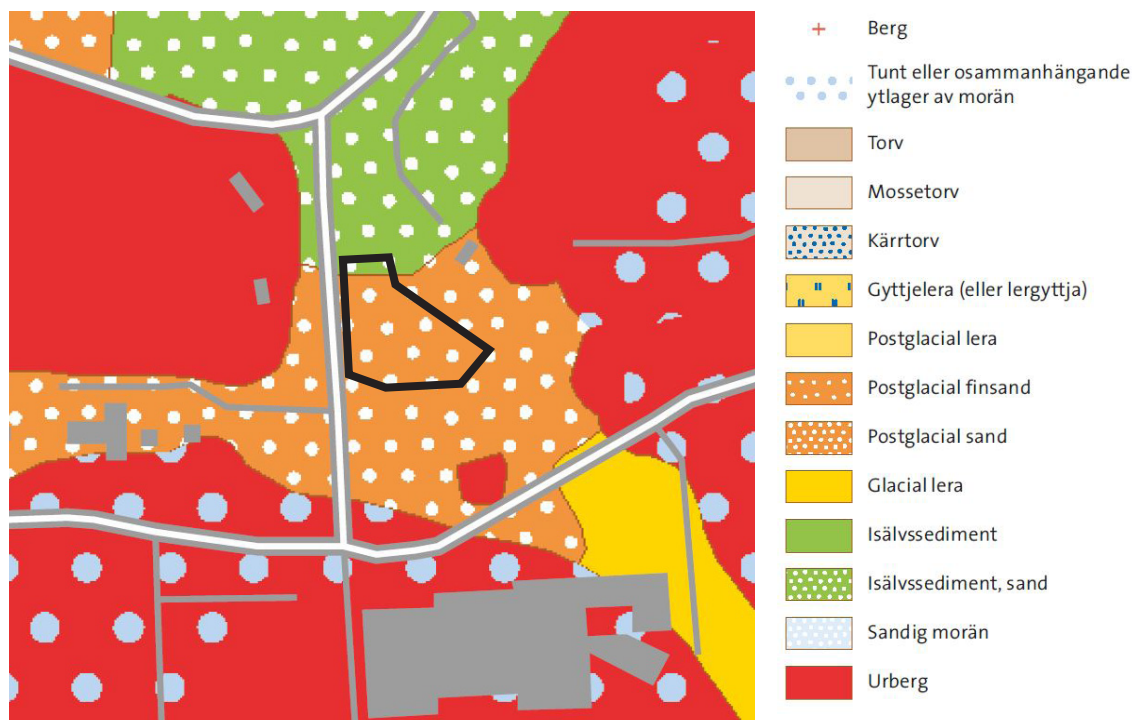 Berg
Tunt eller osammanhängande
ytlager av morän
Torv
Mossetorv
Kärrtorv
Gyttjelera (eller lergyttja)
Postglacial lera
Postglacial finsand
Postglacial sand
Glacial lera
Isälvssediment
Isälvssediment, sand
Sandig morän
Urberg